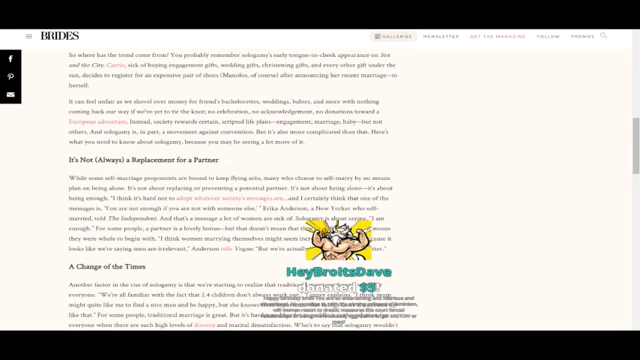 BRIDES
GALLERIES
NEWSLETTER
GET THE MAGAZINE
FOLLOW
PROMOS
So where has the trend come from? You probably remember sologamy's early tongue-in-cheek appearance on Sex
and the City. Carrie, sick of buying engagement gifts, wedding gifts, christening gifts, and every other gift under the
sun, decides to register for an expensive pair of shoes (Manolos, of course) after announcing her recent marriage—to
herself.
It can feel unfair as we shovel over money for friend's bachelorettes, weddings, babies, and more with nothing
coming back our way if we've yet to tie the knot; no celebration, no acknowledgement, no donations toward a
European adventure. Instead, society rewards certain, scripted life plans—engagement, marriage, baby—but not
others. And sologamy is, in part, a movement against convention. But it's also more complicated than that. Here's
what you need to know about sologamy, because you may be seeing a lot more of it.
It's Not (Always) a Replacement for a Partner
While some self-marriage proponents are bound to keep flying solo, many who choose to self-marry by no means
plan on being alone. It's not about replacing or preventing a potential partner. It's not about being alone—it's about
being enough. "I think it's hard not to adopt whatever society's messages are...and I certainly think that one of the
messages is, 'You are not enough if you are not with someone else,' " Erika Anderson, a New Yorker who self-
married, told The Independent. And that's a message a lot of women are sick of. Sologamy is about saying, "I am
enough." For some people, a partner is a lovely bonus—but that doesn't mean that means
they were whole to begin with. "I think women marrying themselves might seem because it
looks like we're saying men are irrelevant," Anderson tells Vogue. "But we're matter."
A Change of the Times
Another factor in the rise of sologamy is that we're starting to realize that
everyone. "We're all familiar with the fact that 2.4 children don't always work out," Tanner explains. "I think mom
might quite like me to find a nice man and be happy, but she knows
like that." For some people, traditional marriage is great. But it's
everyone when there are such high levels of divorce and marital dissatisfaction. Who's to say that wouldn't
HeyBroItsDave
donated $5!